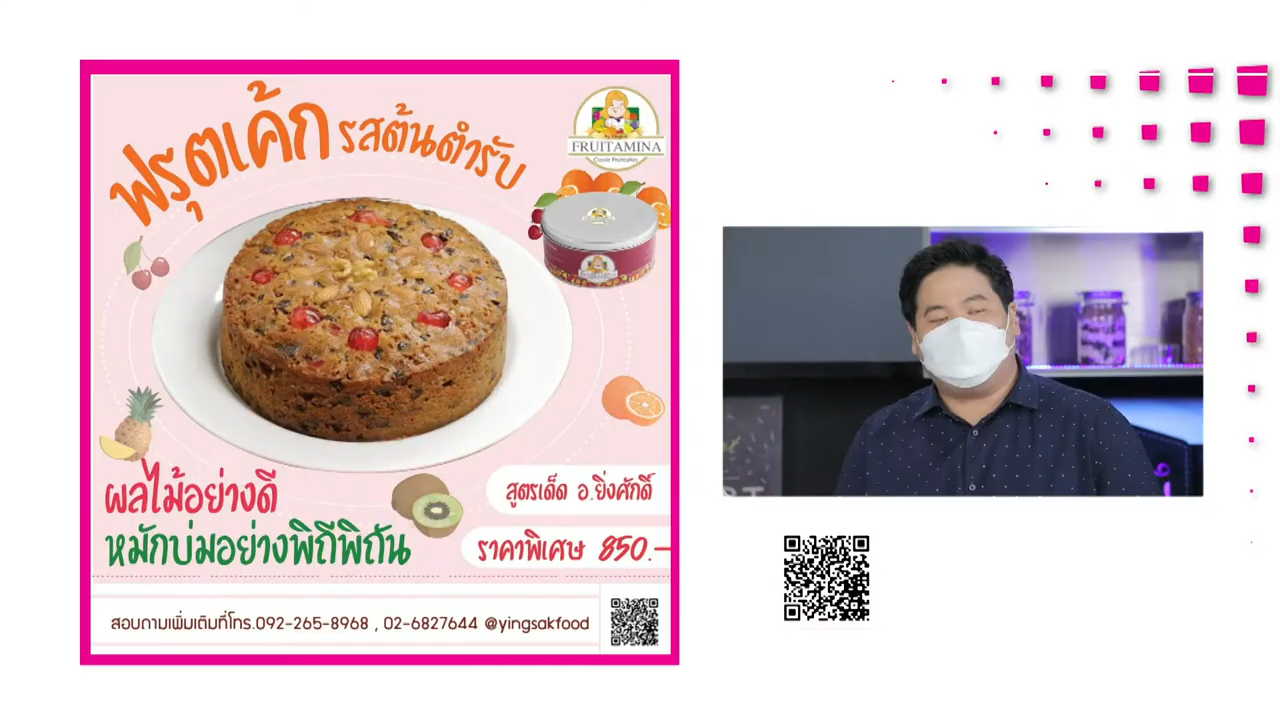 ฟรุตเค้ก รสต้นตำรับ
FRUITAMINA
Classic Fruitcakes
ผลไม้อย่างดี
หมักบ่มอย่างพิถีพิถัน
สูตรเด็ด อ.ยิ่งศักดิ์
ราคาพิเศษ 850.-
สอบถามเพิ่มเติมที่โทร.092-265-8968 , 02-6827644 @yingsakfood